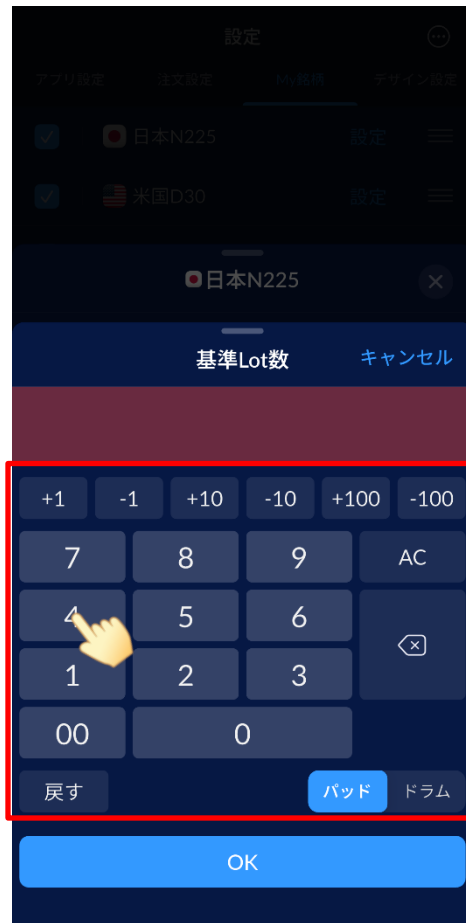 設定
アプリ設定 注文設定 My銘柄 デザイン設定
日本N225 設定
米国D30 設定
日本N225
基準Lot数 キャンセル
+1 -1 +10 -10 +100 -100
7 8 9 AC
4 5 6
1 2 3
00 0
戻す パッド ドラム
OK